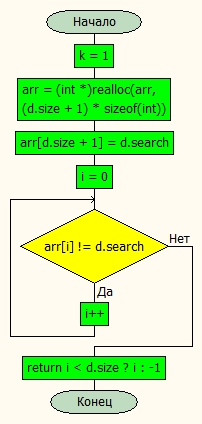 Начало
k = 1
arr = (int *)realloc(arr,
(d.size + 1) * sizeof(int))
arr[d.size + 1] = d.search
i = 0
arr[i] != d.search
Нет
Да
i++
return i < d.size ? i : -1
Конец